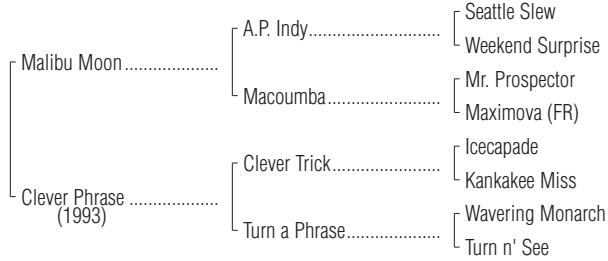 Seattle Slew
A.P. Indy
Weekend Surprise
Malibu Moon
Mr. Prospector
Macoumba
Maximova (FR)
Icecapade
Clever Trick
Kankakee Miss
Clever Phrase
(1993)
Wavering Monarch
Turn a Phrase
Turn n' See